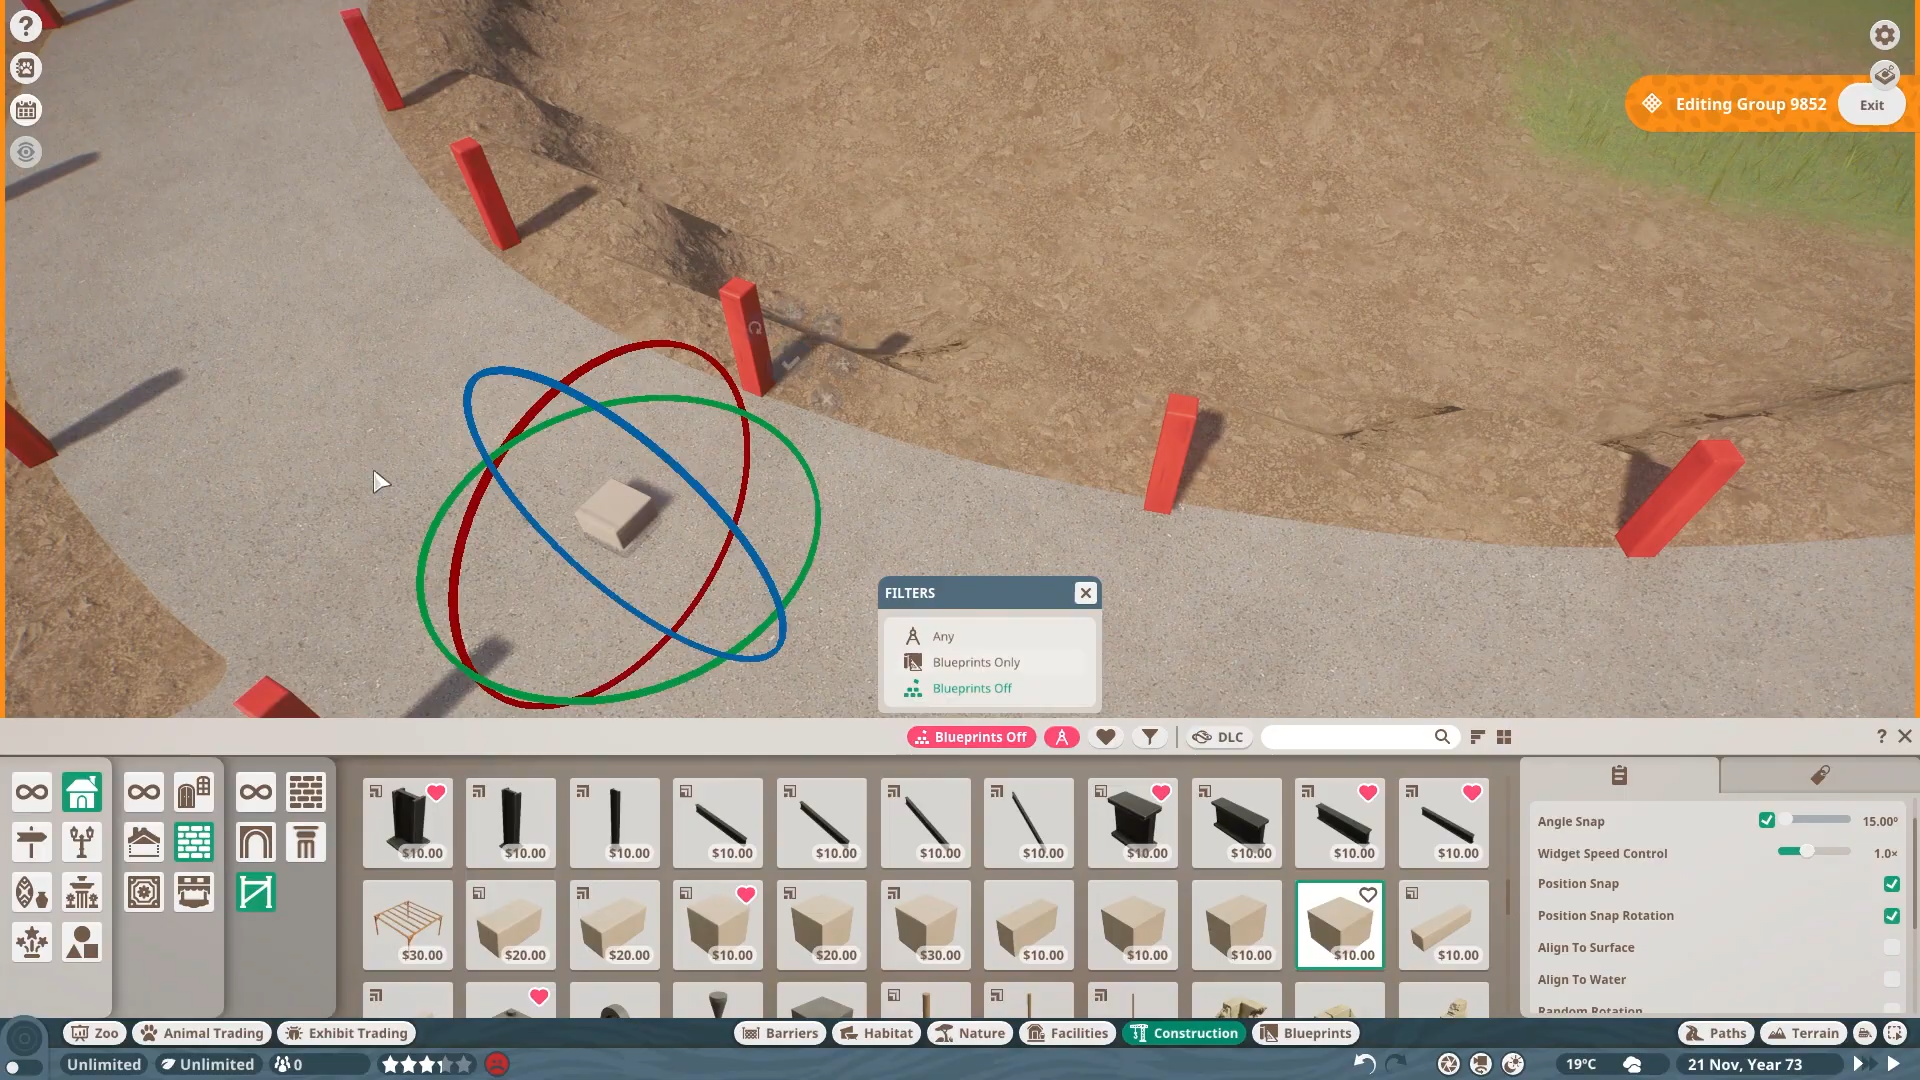 ?
Editing Group 9852
Exit
FILTERS
Any
Blueprints Only
Blueprints Off
Blueprints Off
DLC
?
$10.00 $10.00 $10.00 $10.00 $10.00 $10.00 $10.00 $10.00 $10.00 $10.00 $10.00
$30.00 $20.00 $20.00 $10.00 $20.00 $30.00 $10.00 $10.00 $10.00 $10.00 $10.00
Angle Snap 15.00°
Widget Speed Control 1.0×
Position Snap
Position Snap Rotation
Align To Surface
Align To Water
Random Rotation
Zoo
Animal Trading
Exhibit Trading
Barriers
Habitat
Nature
Facilities
Construction
Blueprints
Paths
Terrain
Unlimited
Unlimited
0
19°C
21 Nov, Year 73